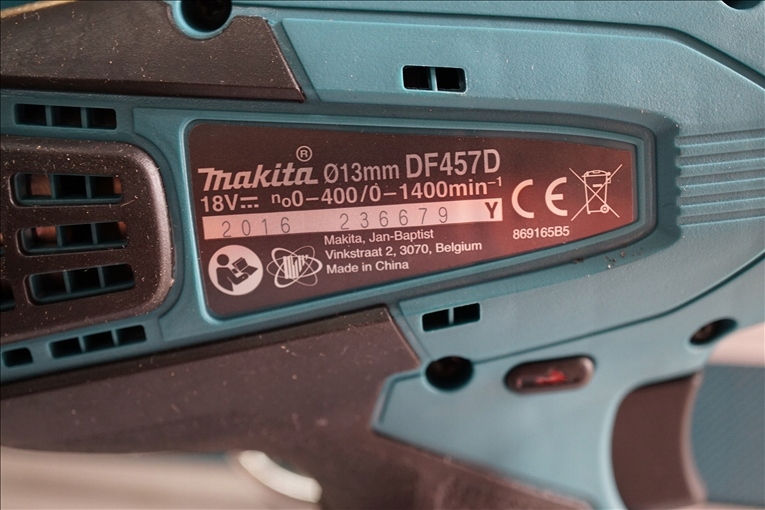 makita® Ø13mm DF457D
18V⎓ n₀0-400/0-1400min⁻¹
2016 236679 Y
CE
869165B5
Makita, Jan-Baptist
Vinkstraat 2, 3070, Belgium
Made in China